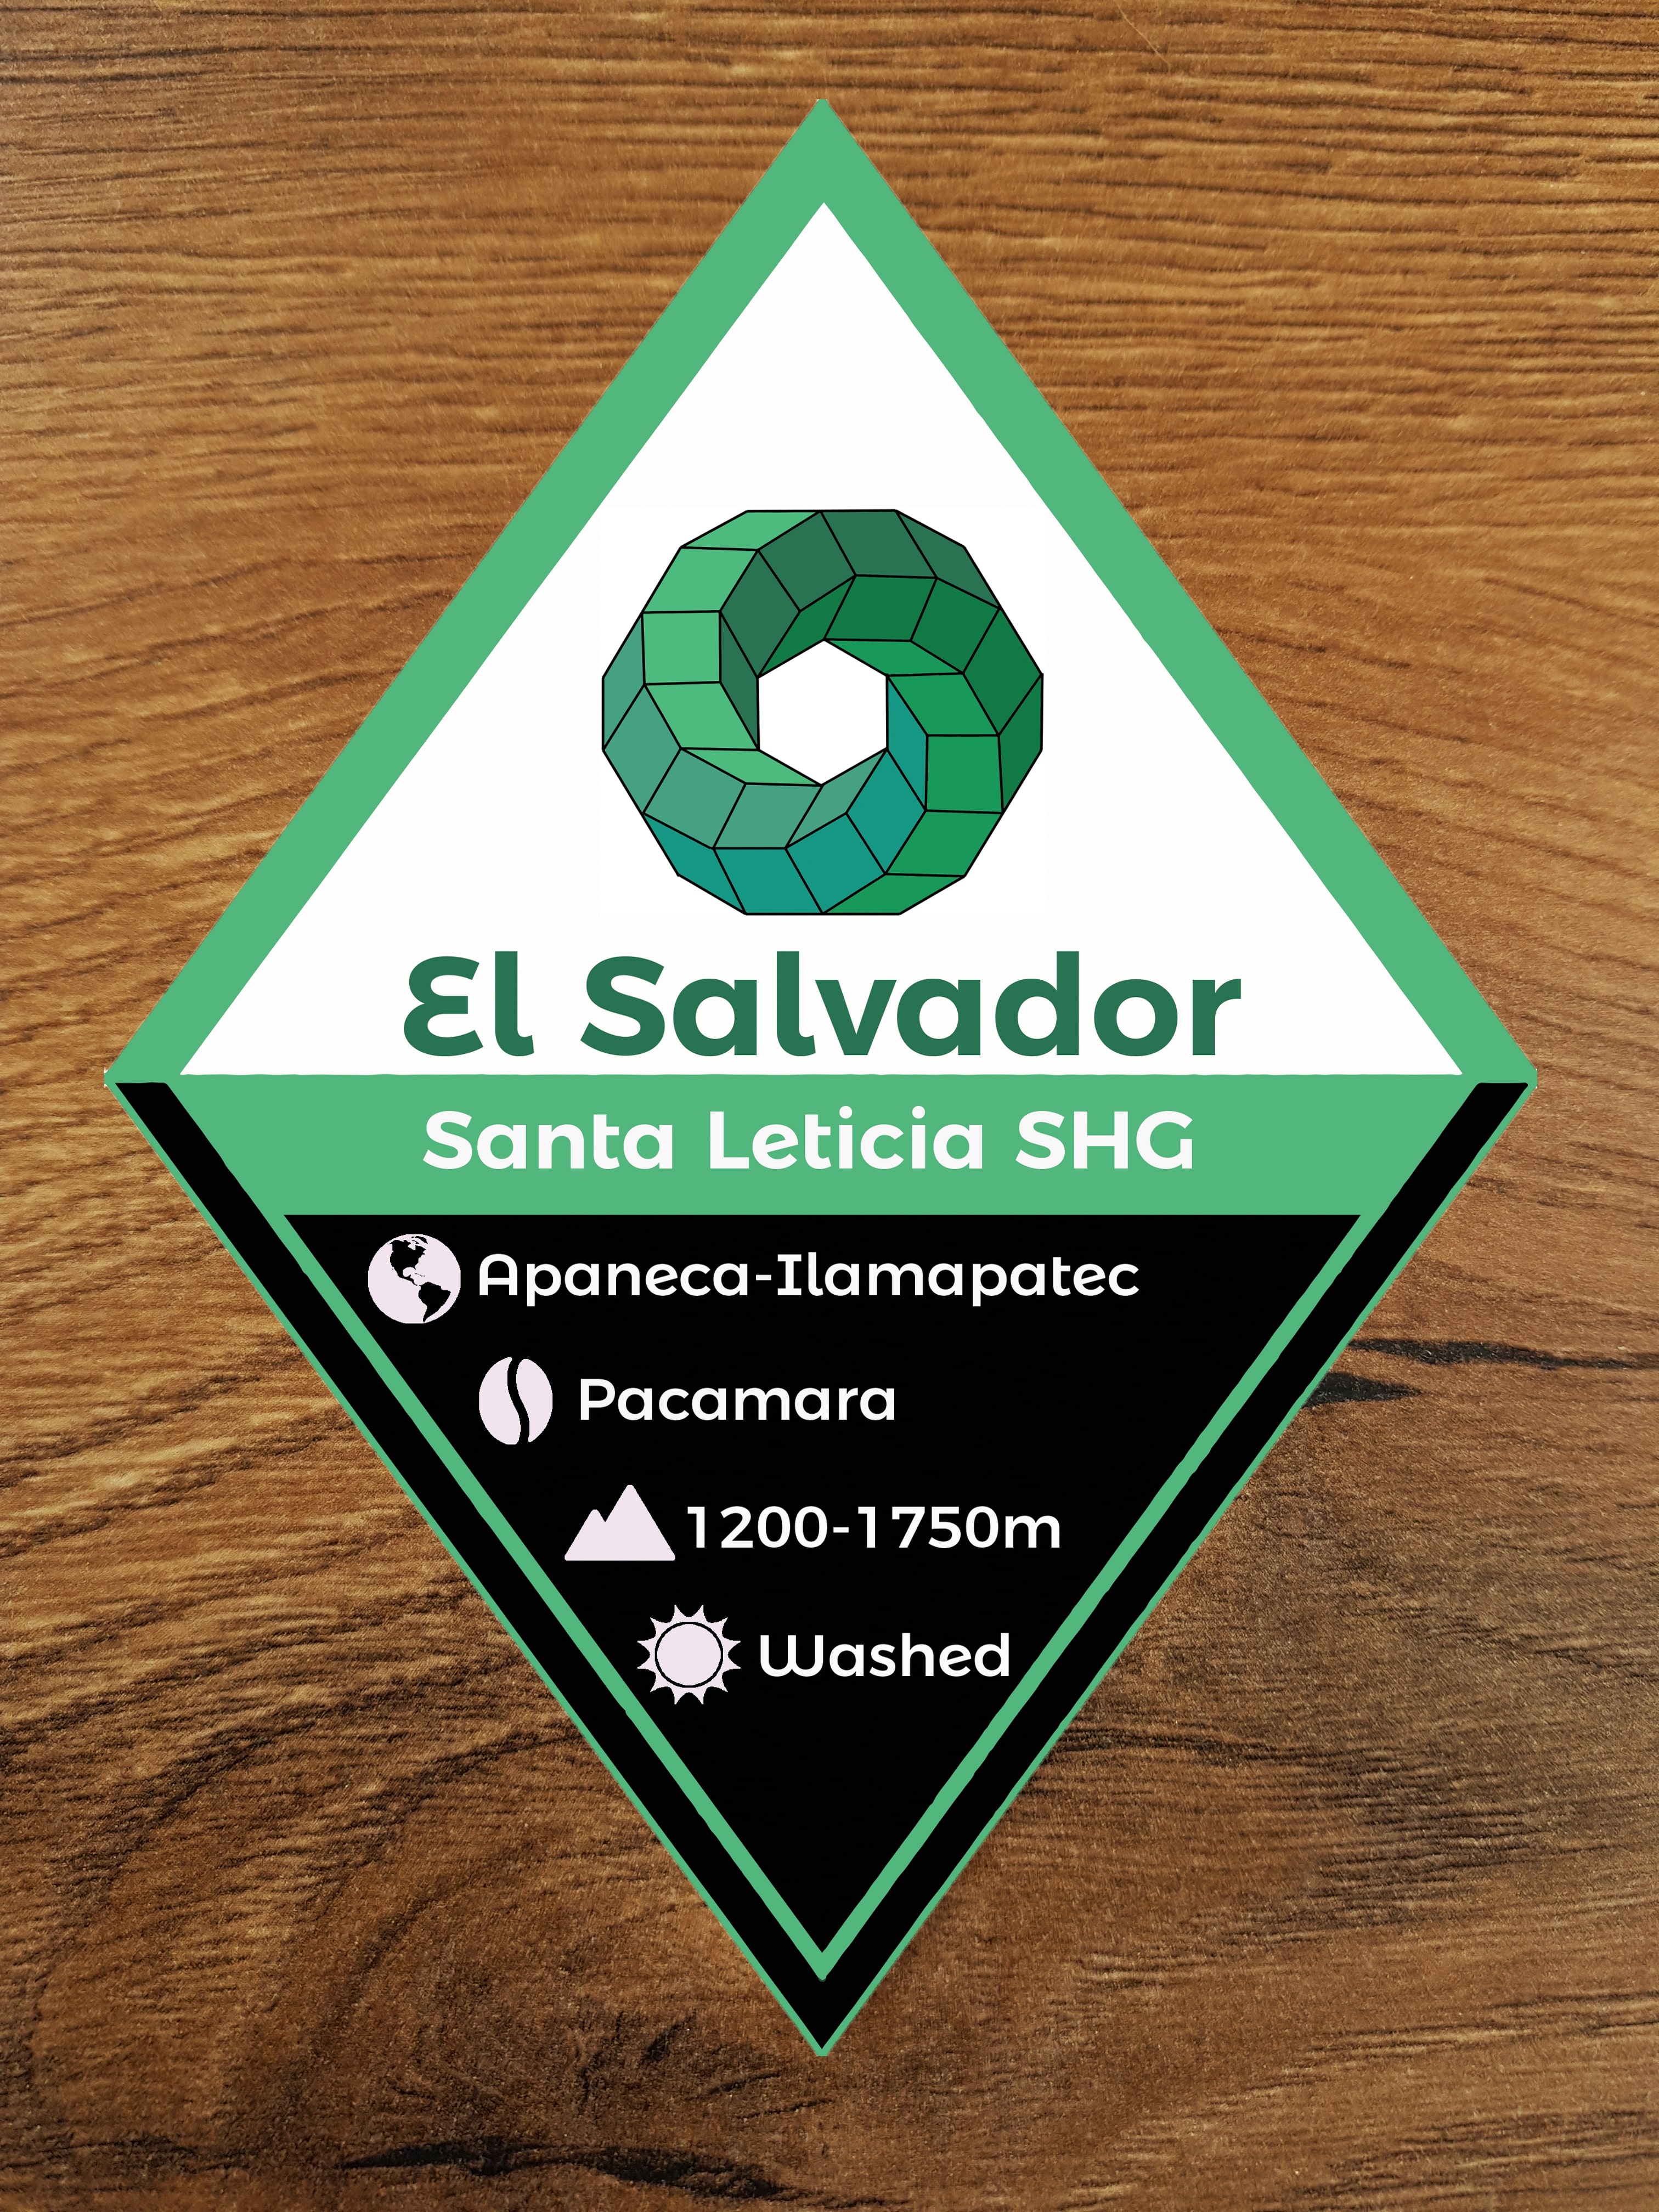 El Salvador
Santa Leticia SHG
Apaneca-Ilamapatec
Pacamara
1200-1750m
Washed